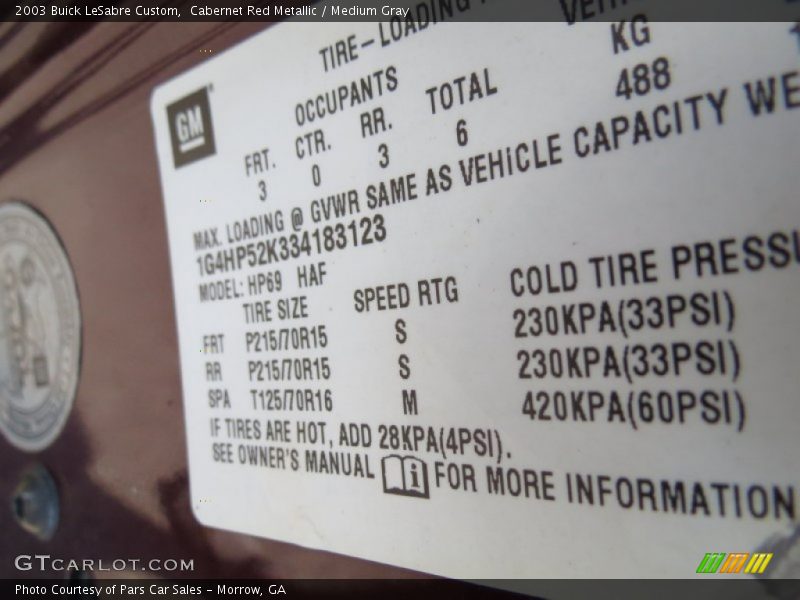 2003 Buick LeSabre Custom, Cabernet Red Metallic / Medium Gray
TIRE-LOADING
GM
OCCUPANTS
KG
FRT. CTR. RR. TOTAL
3 0 3 6 488
MAX. LOADING @ GVWR SAME AS VEHiCLE CAPACITY WE
1G4HP52K334183123
MODEL: HP69 HAF
TIRE SIZE SPEED RTG COLD TIRE PRESSU
FRT P215/70R15 S 230KPA(33PSI)
RR P215/70R15 S 230KPA(33PSI)
SPA T125/70R16 M 420KPA(60PSI)
IF TIRES ARE HOT, ADD 28KPA(4PSI).
SEE OWNER'S MANUAL i FOR MORE INFORMATION
GTCARLOT.COM
Photo Courtesy of Pars Car Sales - Morrow, GA